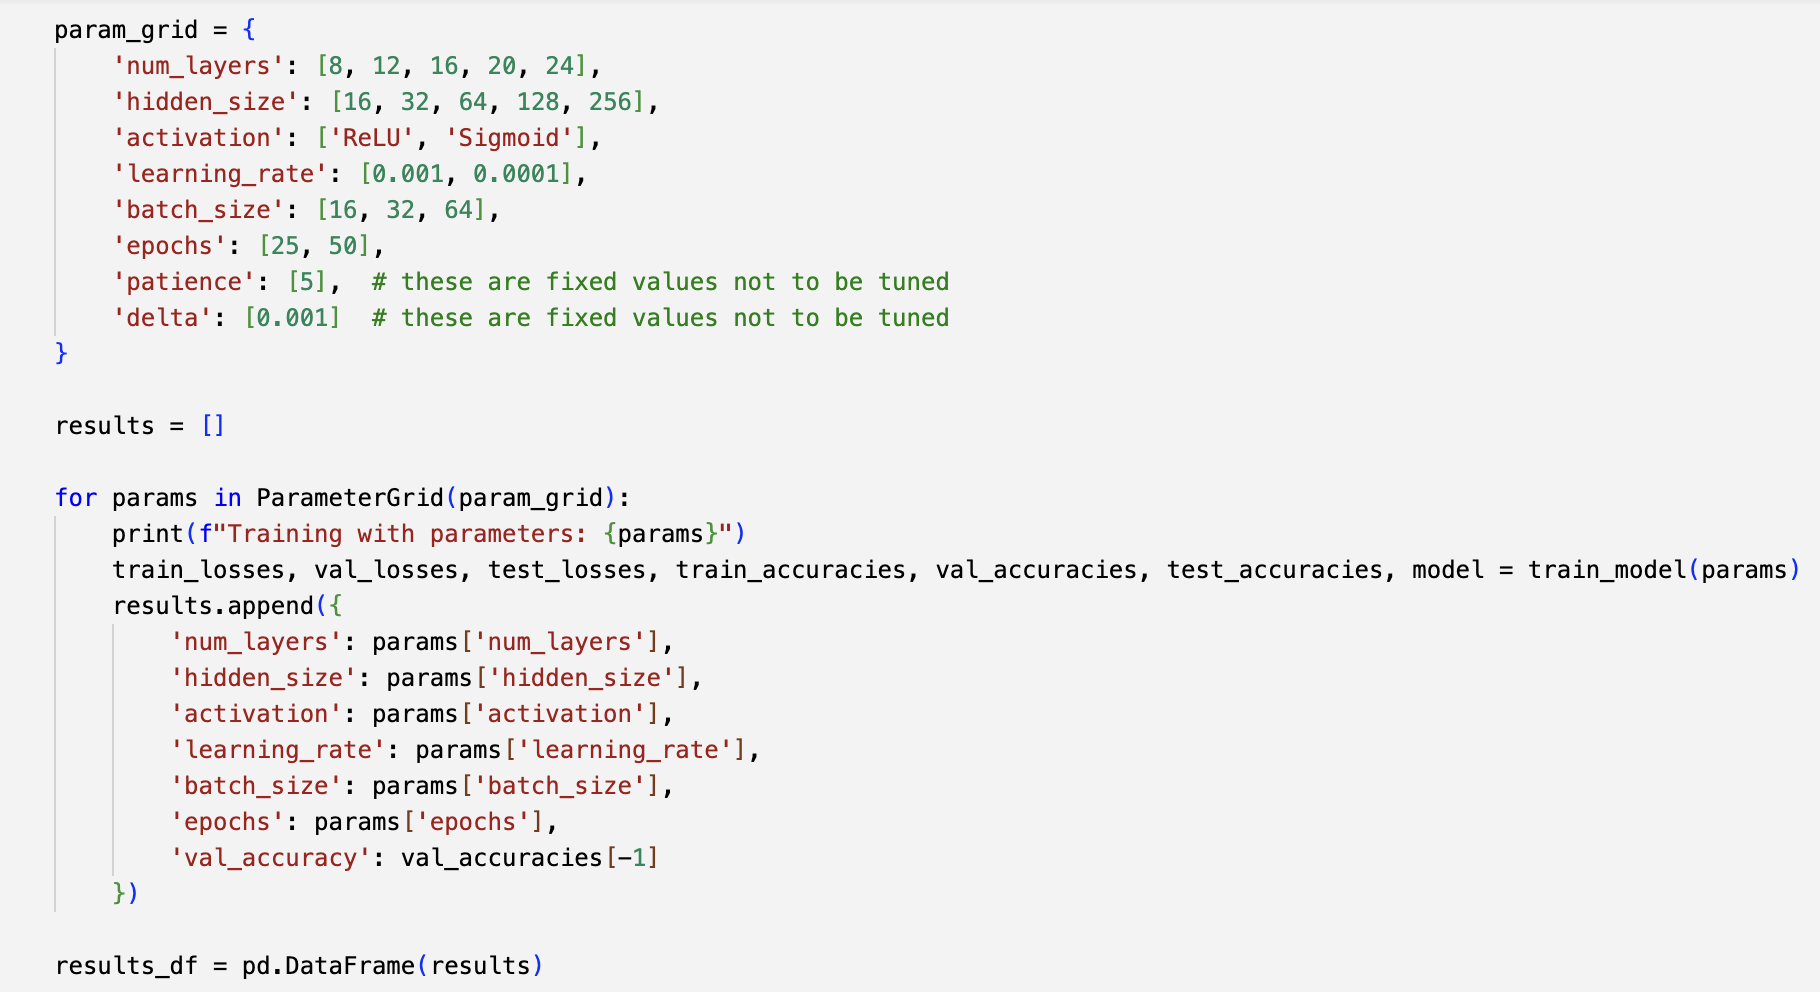 param_grid = {
    'num_layers': [8, 12, 16, 20, 24],
    'hidden_size': [16, 32, 64, 128, 256],
    'activation': ['ReLU', 'Sigmoid'],
    'learning_rate': [0.001, 0.0001],
    'batch_size': [16, 32, 64],
    'epochs': [25, 50],
    'patience': [5],  # these are fixed values not to be tuned
    'delta': [0.001]  # these are fixed values not to be tuned
}
results = []
for params in ParameterGrid(param_grid):
    print(f"Training with parameters: {params}")
    train_losses, val_losses, test_losses, train_accuracies, val_accuracies, test_accuracies, model = train_model(params)
    results.append({
        'num_layers': params['num_layers'],
        'hidden_size': params['hidden_size'],
        'activation': params['activation'],
        'learning_rate': params['learning_rate'],
        'batch_size': params['batch_size'],
        'epochs': params['epochs'],
        'val_accuracy': val_accuracies[-1]
    })
results_df = pd.DataFrame(results)